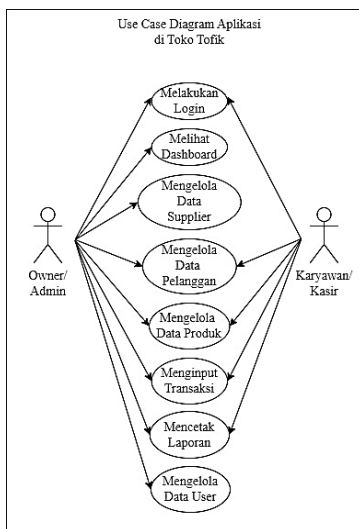 Use Case Diagram Aplikasi
di Toko Tofik
Melakukan
Login
Melihat
Dashboard
Mengelola
Data
Supplier
Owner/
Admin
Mengelola
Data
Pelanggan
Karyawan/
Kasir
Mengelola
Data Produk
Menginput
Transaksi
Mencetak
Laporan
Mengelola
Data User